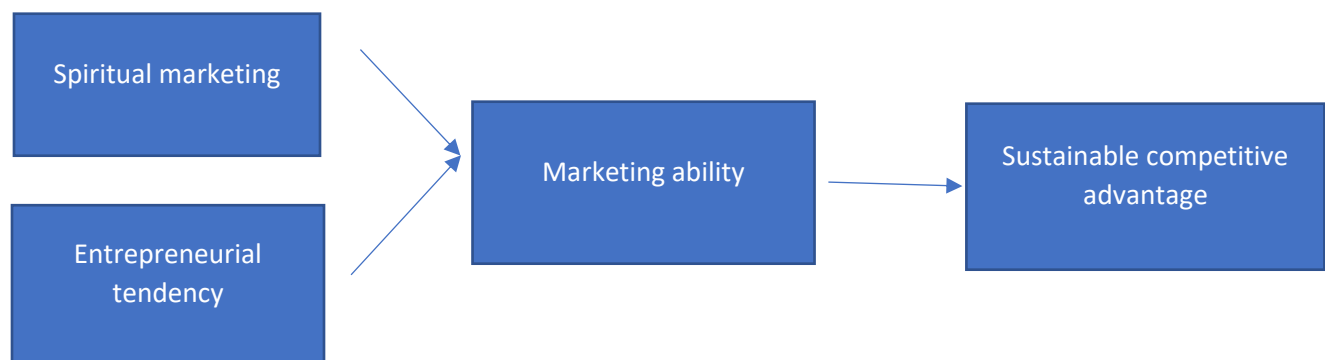 Spiritual marketing
Entrepreneurial
tendency
Marketing ability
Sustainable competitive
advantage